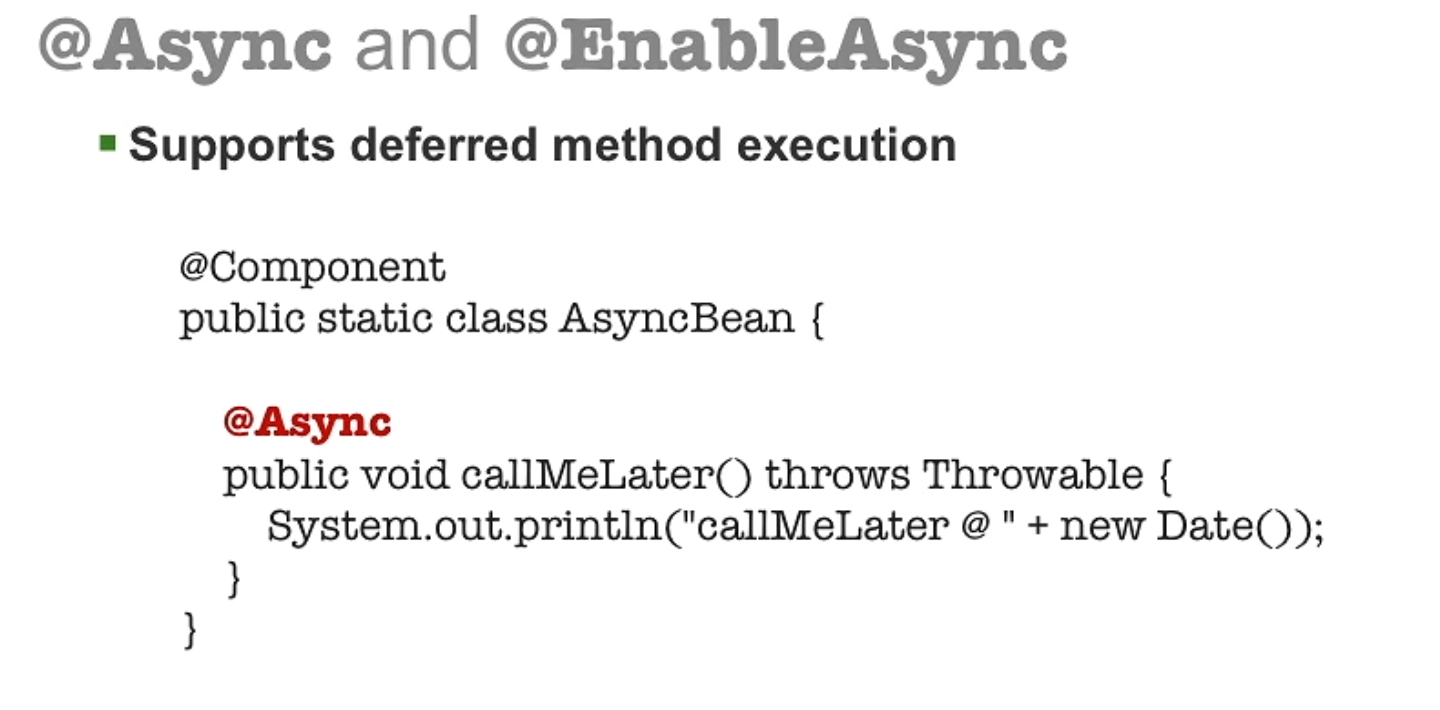 @Async and @EnableAsync
Supports deferred method execution
@Component
public static class AsyncBean {
@Async
public void callMeLater() throws Throwable {
System.out.println("callMeLater @ " + new Date());
}
}